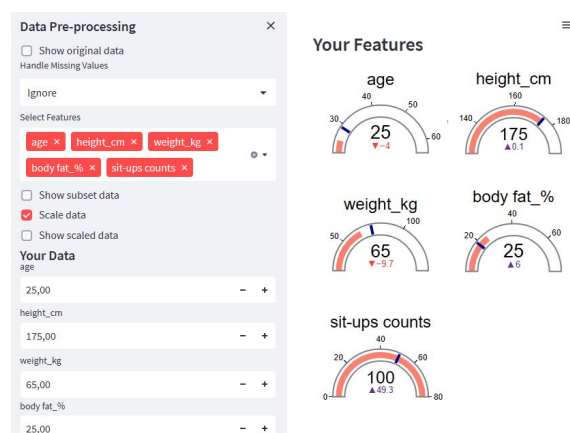 Data Pre-processing
×
Show original data
Handle Missing Values
Ignore
Select Features
age × height_cm × weight_kg ×
body fat_% × sit-ups counts ×
Show subset data
Scale data
Show scaled data
Your Data
age
25,00 − +
height_cm
175,00 − +
weight_kg
65,00 − +
body fat_%
25,00 − +
Your Features
age
30 40 50 60
25
▼−4
height_cm
140 160 180
175
▲0.1
weight_kg
50 100
65
▼−9.7
body fat_%
20 40 60
25
▲6
sit-ups counts
0 20 40 60 80
100
▲49.3